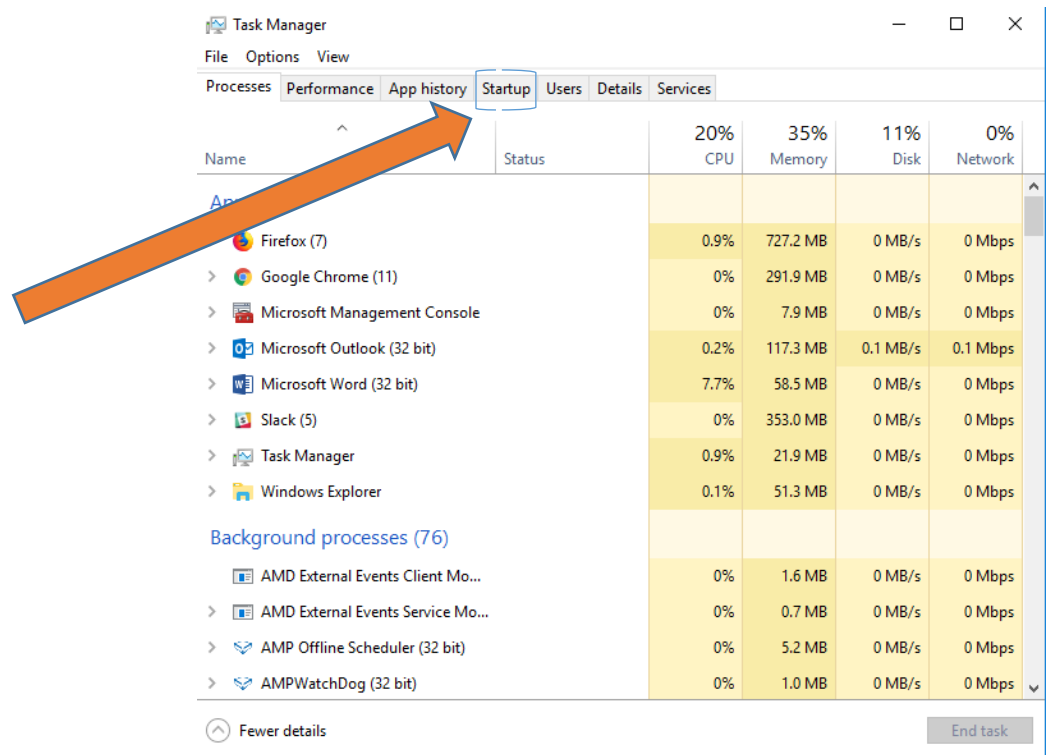 Task Manager
File Options View
Processes Performance App history Startup Users Details Services
20% 35% 11% 0%
Name Status CPU Memory Disk Network
Firefox (7) 0.9% 727.2 MB 0 MB/s 0 Mbps
Google Chrome (11) 0% 291.9 MB 0 MB/s 0 Mbps
Microsoft Management Console 0% 7.9 MB 0 MB/s 0 Mbps
Microsoft Outlook (32 bit) 0.2% 117.3 MB 0.1 MB/s 0.1 Mbps
Microsoft Word (32 bit) 7.7% 58.5 MB 0 MB/s 0 Mbps
Slack (5) 0% 353.0 MB 0 MB/s 0 Mbps
Task Manager 0.9% 21.9 MB 0 MB/s 0 Mbps
Windows Explorer 0.1% 51.3 MB 0 MB/s 0 Mbps
Background processes (76)
AMD External Events Client Mo... 0% 1.6 MB 0 MB/s 0 Mbps
AMD External Events Service Mo... 0% 0.7 MB 0 MB/s 0 Mbps
AMP Offline Scheduler (32 bit) 0% 5.2 MB 0 MB/s 0 Mbps
AMPWatchDog (32 bit) 0% 1.0 MB 0 MB/s 0 Mbps
Fewer details End task